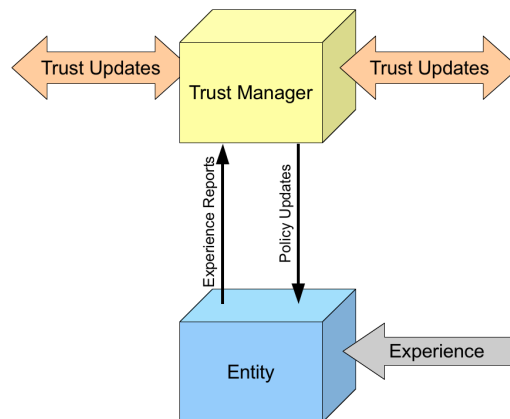 Trust Updates
Trust Updates
Trust Manager
Experience Reports
Policy Updates
Experience
Entity